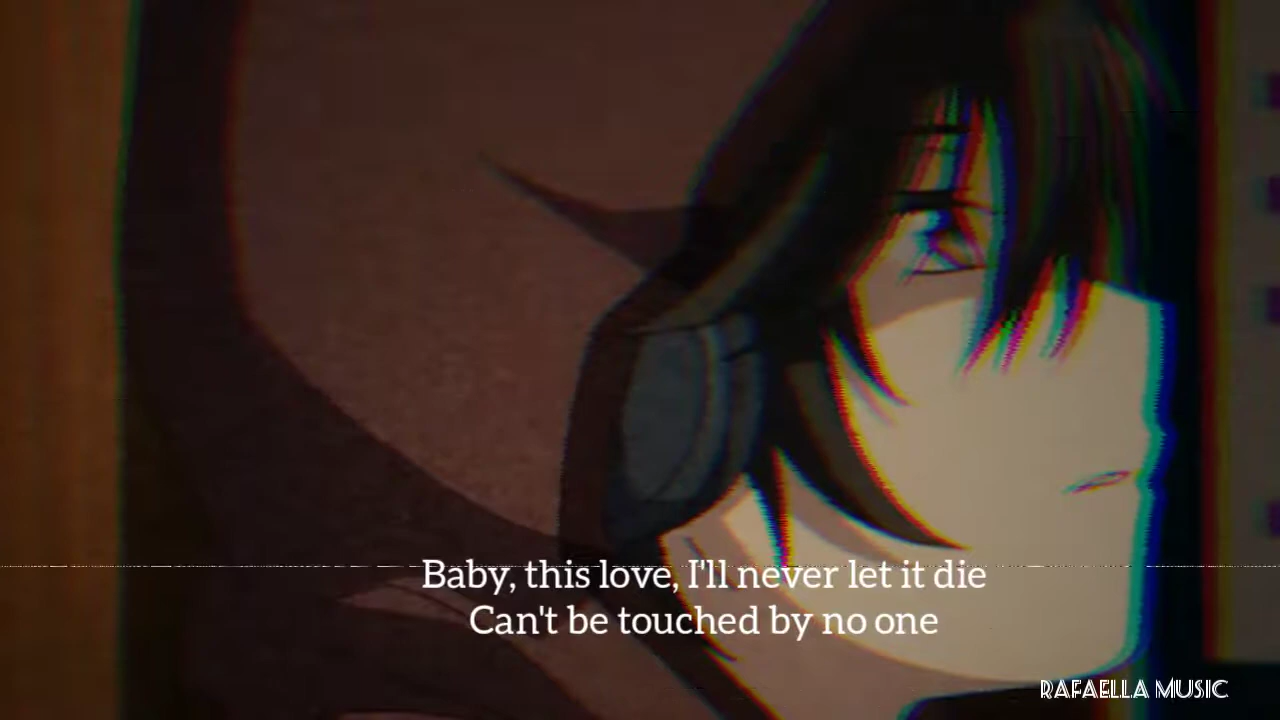 Baby, this love, I'll never let it die
Can't be touched by no one
RAFAELLA MUSIC